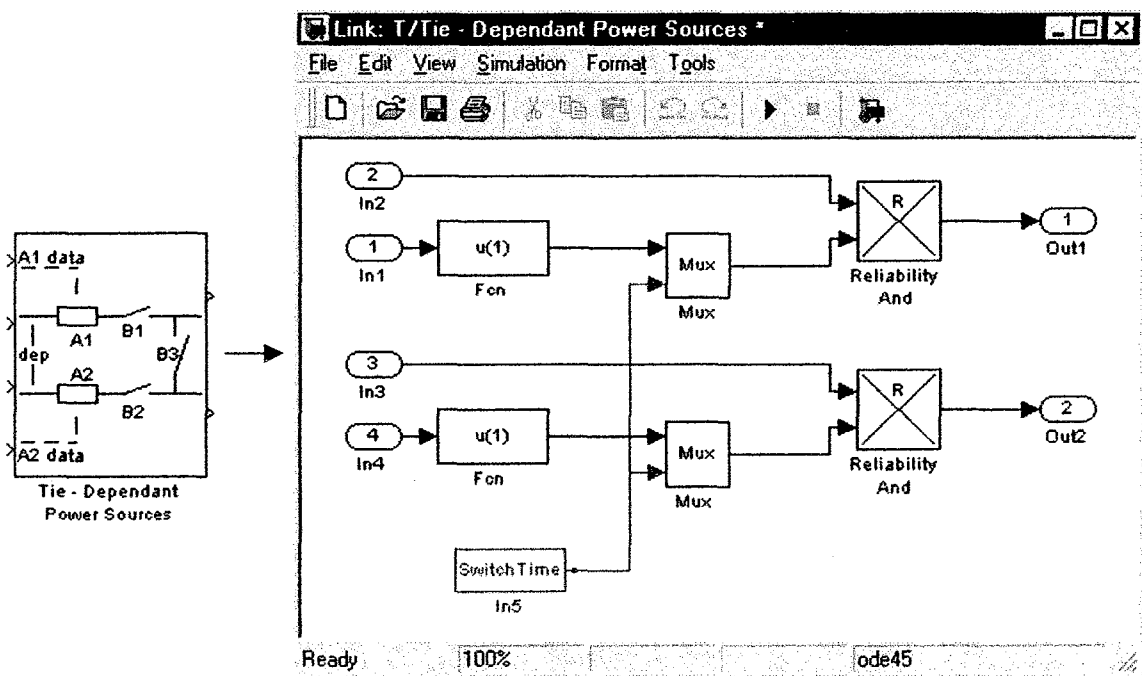 Link: T/Tie - Dependant Power Sources *
File Edit View Simulation Format Tools
2
In2
1
In1
u(1)
Fcn
Mux
Mux
R
Reliability
And
1
Out1
3
In3
4
In4
u(1)
Fcn
Mux
Mux
R
Reliability
And
2
Out2
SwitchTime
In5
Ready 100% ode45
A1 data
A1
B1
dep
B3
A2
B2
A2 data
Tie - Dependant
Power Sources